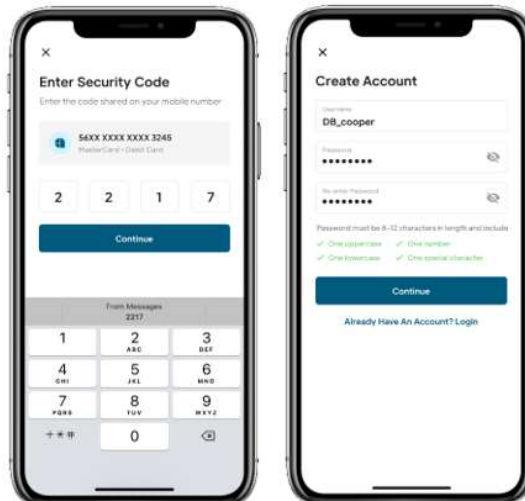 Enter Security Code
Enter the code shared on your mobile number
56XX XXXX XXXX 3245
MasterCard • Debit Card
2 2 1 7
Continue
From Messages
2217
1 2 3
ABC DEF
4 5 6
GHI JKL MNO
7 8 9
PQRS TUV WXYZ
+ * # 0
Create Account
Username
DB_cooper
Password
••••••••
Re-enter Password
••••••••
Password must be 8-12 characters in length and include
One uppercase One number
One lowercase One special character
Continue
Already Have An Account? Login